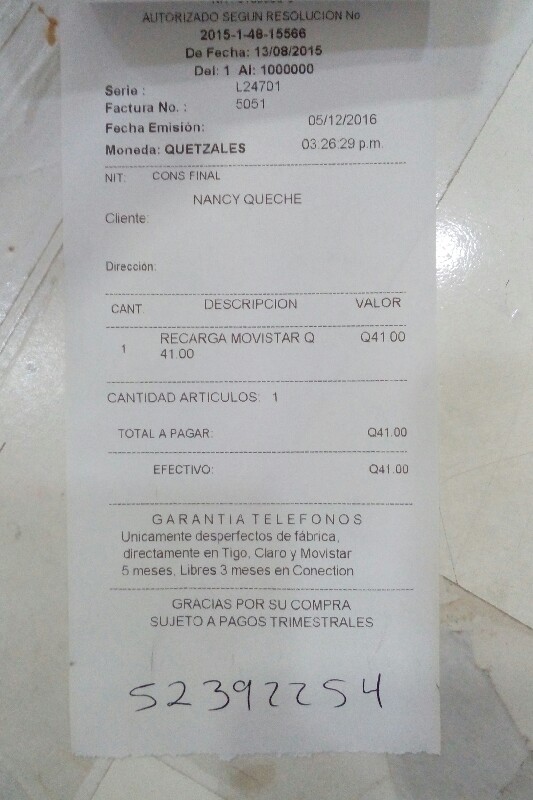 AUTORIZADO SEGUN RESOLUCION No
2015-1-48-15566
De Fecha: 13/08/2015
Del: 1 Al: 1000000
Serie : L24701
Factura No. : 5051
Fecha Emisión: 05/12/2016
Moneda: QUETZALES 03:26:29 p.m.
NIT: CONS FINAL
NANCY QUECHE
Cliente:
Dirección:
CANT. DESCRIPCION VALOR
1 RECARGA MOVISTAR Q Q41.00
41.00
CANTIDAD ARTICULOS: 1
TOTAL A PAGAR: Q41.00
EFECTIVO: Q41.00
GARANTIA TELEFONOS
Unicamente desperfectos de fábrica,
directamente en Tigo, Claro y Movistar
5 meses, Libres 3 meses en Conection
GRACIAS POR SU COMPRA
SUJETO A PAGOS TRIMESTRALES
52392254